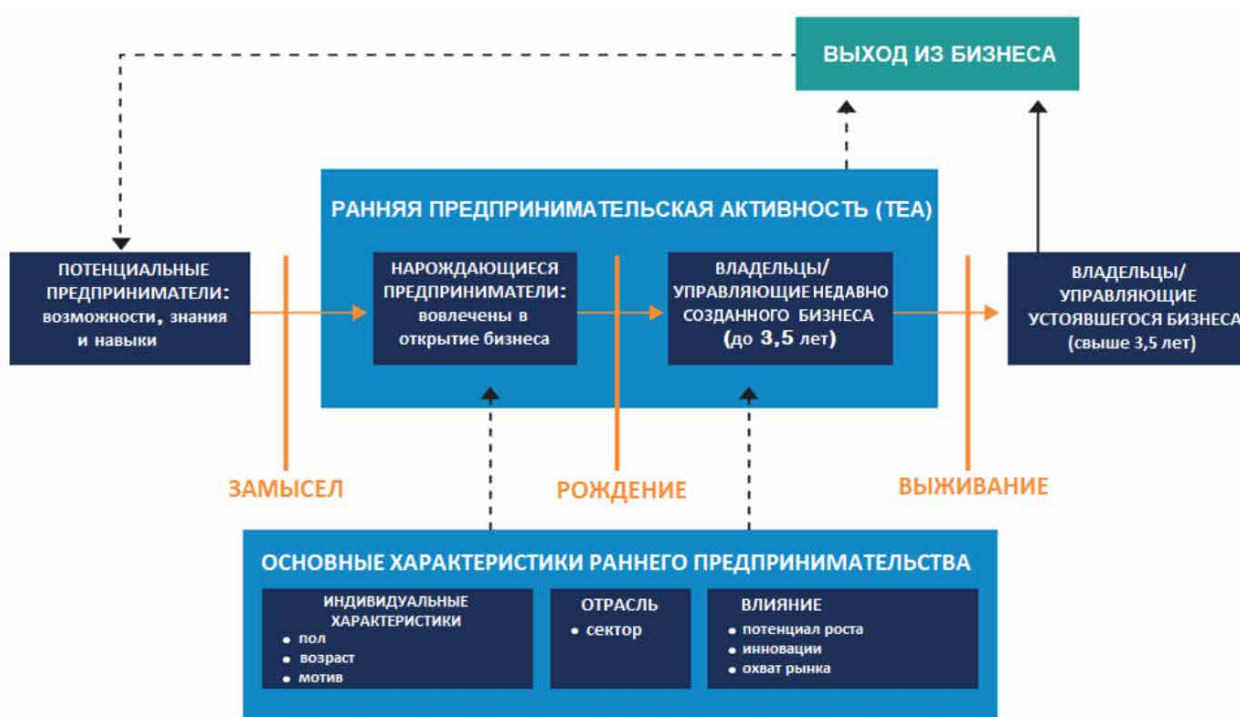 ВЫХОД ИЗ БИЗНЕСА
РАННЯЯ ПРЕДПРИНИМАТЕЛЬСКАЯ АКТИВНОСТЬ (TEA)
ПОТЕНЦИАЛЬНЫЕ
ПРЕДПРИНИМАТЕЛИ:
возможности, знания
и навыки
НАРОЖДАЮЩИЕСЯ
ПРЕДПРИНИМАТЕЛИ:
вовлечены в
открытие бизнеса
ВЛАДЕЛЬЦЫ/
УПРАВЛЯЮЩИЕ НЕДАВНО
СОЗДАННОГО БИЗНЕСА
(до 3,5 лет)
ВЛАДЕЛЬЦЫ/
УПРАВЛЯЮЩИЕ
УСТОЯВШЕГОСЯ БИЗНЕСА
(свыше 3,5 лет)
ЗАМЫСЕЛ
РОЖДЕНИЕ
ВЫЖИВАНИЕ
ОСНОВНЫЕ ХАРАКТЕРИСТИКИ РАННЕГО ПРЕДПРИНИМАТЕЛЬСТВА
ИНДИВИДУАЛЬНЫЕ
ХАРАКТЕРИСТИКИ
• пол
• возраст
• мотив
ОТРАСЛЬ
• сектор
ВЛИЯНИЕ
• потенциал роста
• инновации
• охват рынка